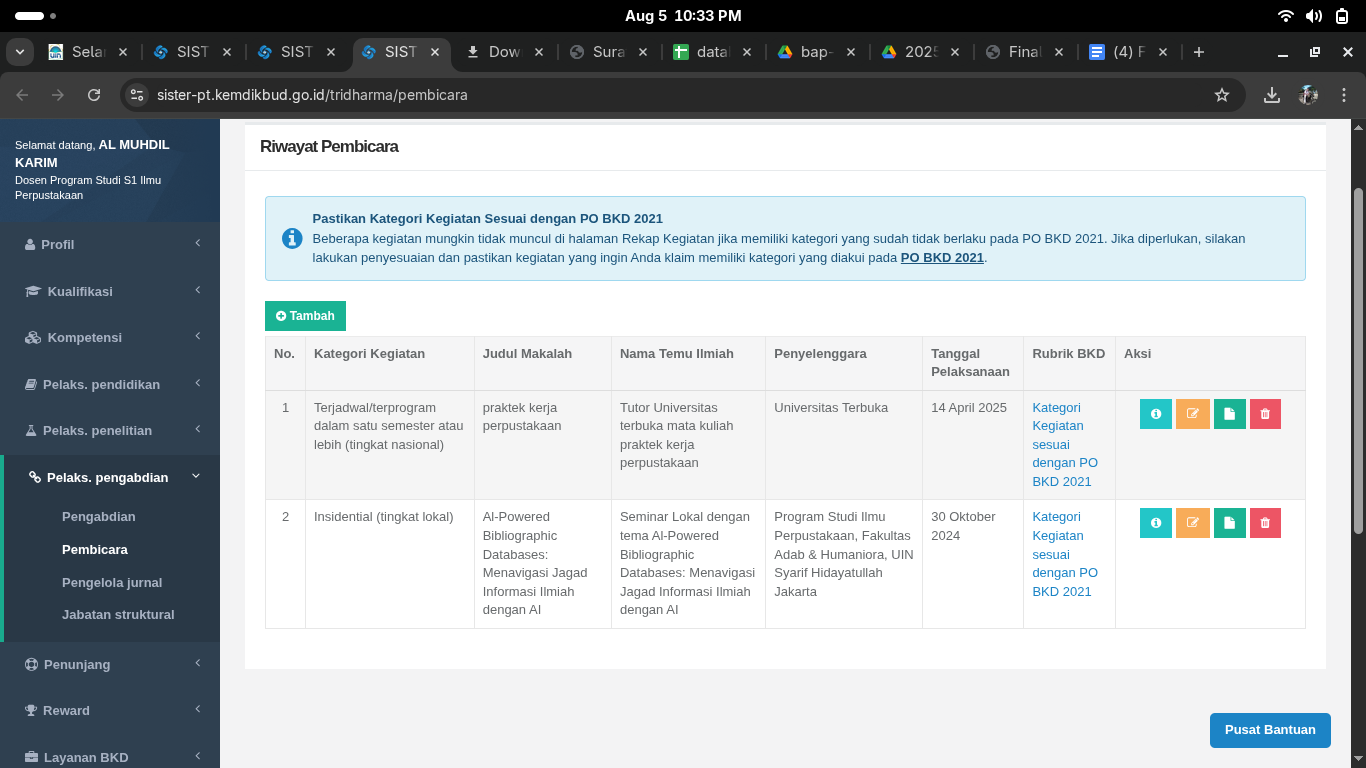 Aug 5 10:33 PM
Selar
SIST
SIST
SIST
Dow
Sura
data
bap-
2025
Final
(4) F
sister-pt.kemdikbud.go.id/tridharma/pembicara
Selamat datang, AL MUHDIL
KARIM
Dosen Program Studi S1 Ilmu
Perpustakaan
Profil
Kualifikasi
Kompetensi
Pelaks. pendidikan
Pelaks. penelitian
Pelaks. pengabdian
Pengabdian
Pembicara
Pengelola jurnal
Jabatan struktural
Penunjang
Reward
Layanan BKD
Riwayat Pembicara
Pastikan Kategori Kegiatan Sesuai dengan PO BKD 2021
Beberapa kegiatan mungkin tidak muncul di halaman Rekap Kegiatan jika memiliki kategori yang sudah tidak berlaku pada PO BKD 2021. Jika diperlukan, silakan
lakukan penyesuaian dan pastikan kegiatan yang ingin Anda klaim memiliki kategori yang diakui pada PO BKD 2021.
Tambah
No.
Kategori Kegiatan
Judul Makalah
Nama Temu Ilmiah
Penyelenggara
Tanggal
Pelaksanaan
Rubrik BKD
Aksi
1
Terjadwal/terprogram
dalam satu semester atau
lebih (tingkat nasional)
praktek kerja
perpustakaan
Tutor Universitas
terbuka mata kuliah
praktek kerja
perpustakaan
Universitas Terbuka
14 April 2025
Kategori
Kegiatan
sesuai
dengan PO
BKD 2021
2
Insidential (tingkat lokal)
Al-Powered
Bibliographic
Databases:
Menavigasi Jagad
Informasi Ilmiah
dengan AI
Seminar Lokal dengan
tema Al-Powered
Bibliographic
Databases: Menavigasi
Jagad Informasi Ilmiah
dengan AI
Program Studi Ilmu
Perpustakaan, Fakultas
Adab & Humaniora, UIN
Syarif Hidayatullah
Jakarta
30 Oktober
2024
Kategori
Kegiatan
sesuai
dengan PO
BKD 2021
Pusat Bantuan